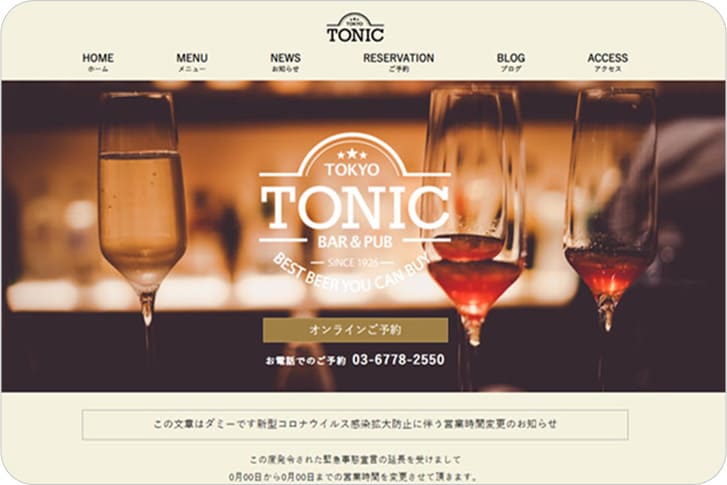 TOKYO
TONIC
HOME
ホーム
MENU
メニュー
NEWS
お知らせ
RESERVATION
ご予約
BLOG
ブログ
ACCESS
アクセス
TOKYO
TONIC
BAR & PUB
SINCE 1926
BEST BEER YOU CAN BUY
オンラインご予約
お電話でのご予約 03-6778-2550
この文章はダミーです新型コロナウイルス感染拡大防止に伴う営業時間変更のお知らせ
この度発令された緊急事態宣言の延長を受けまして
0月00日から0月00日までの営業時間を変更させて頂きます。